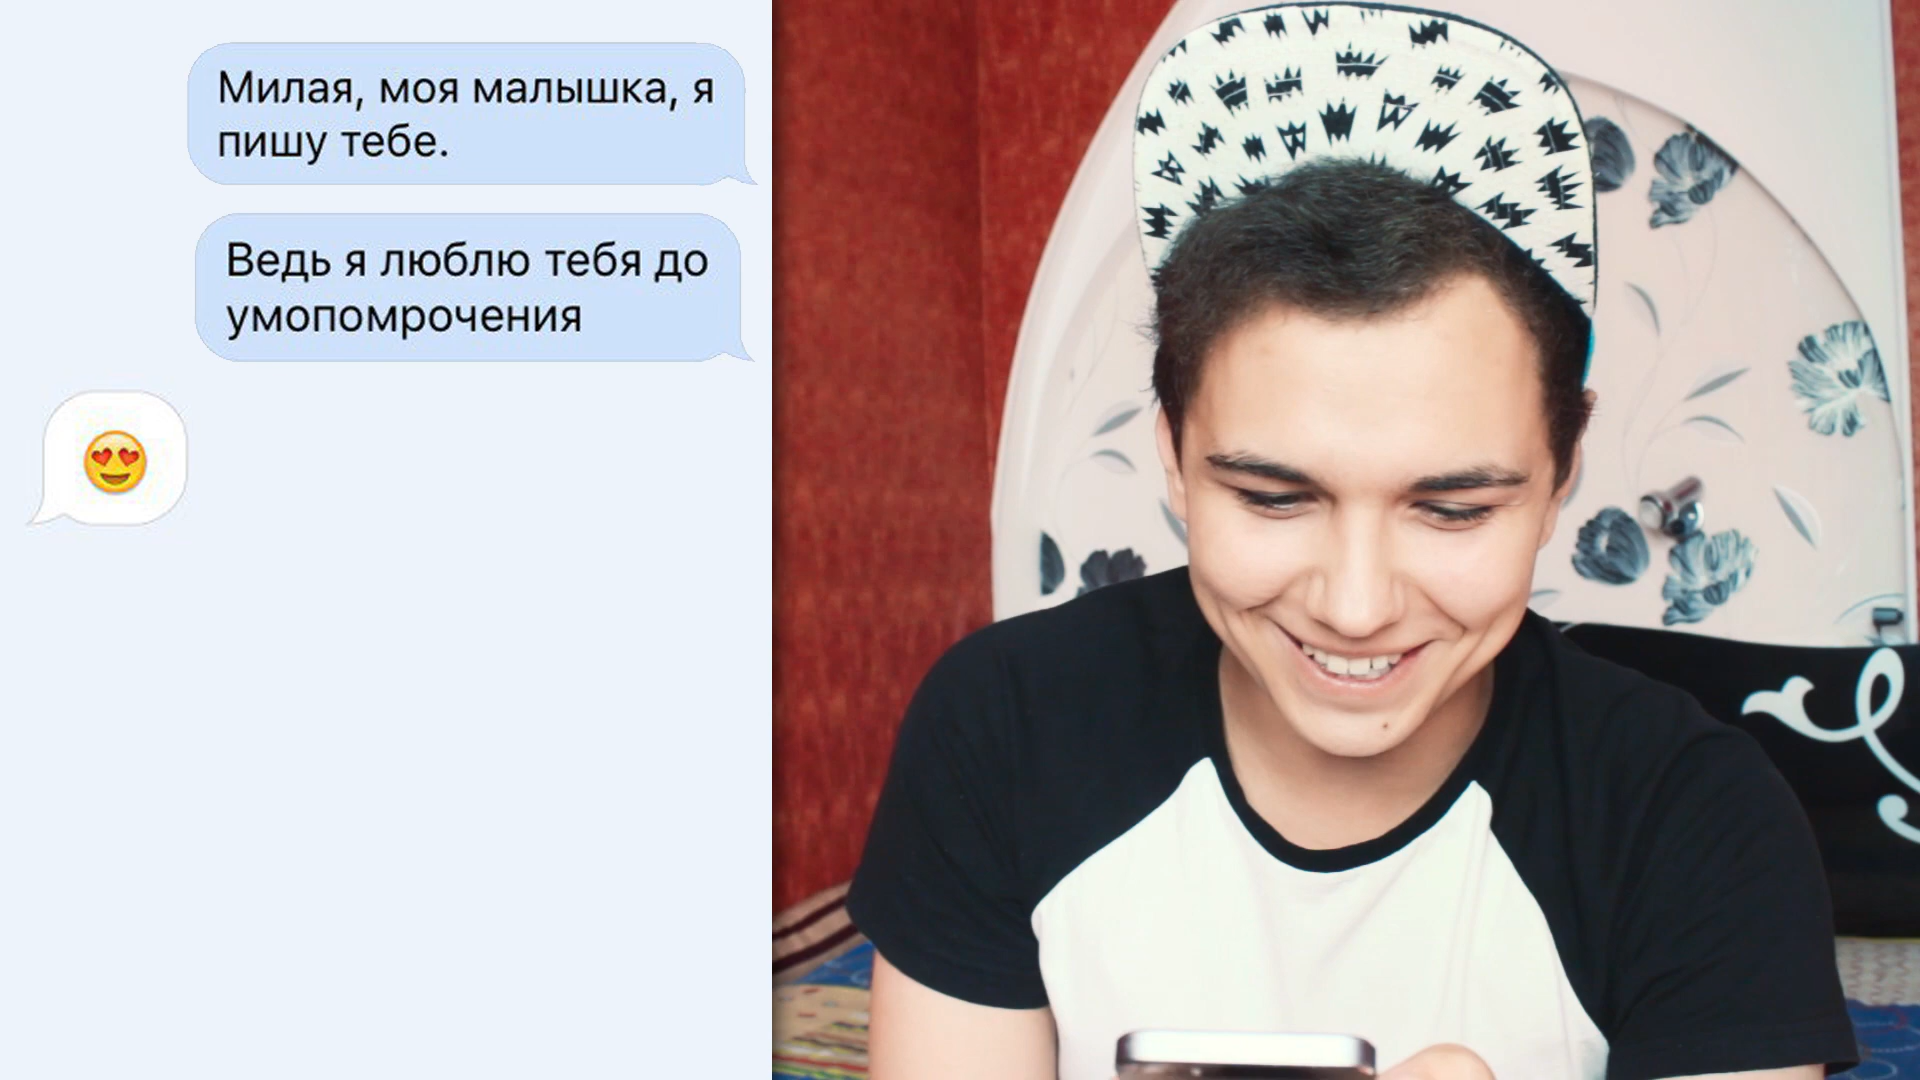 Милая, моя малышка, я
пишу тебе.
Ведь я люблю тебя до
умопомрочения